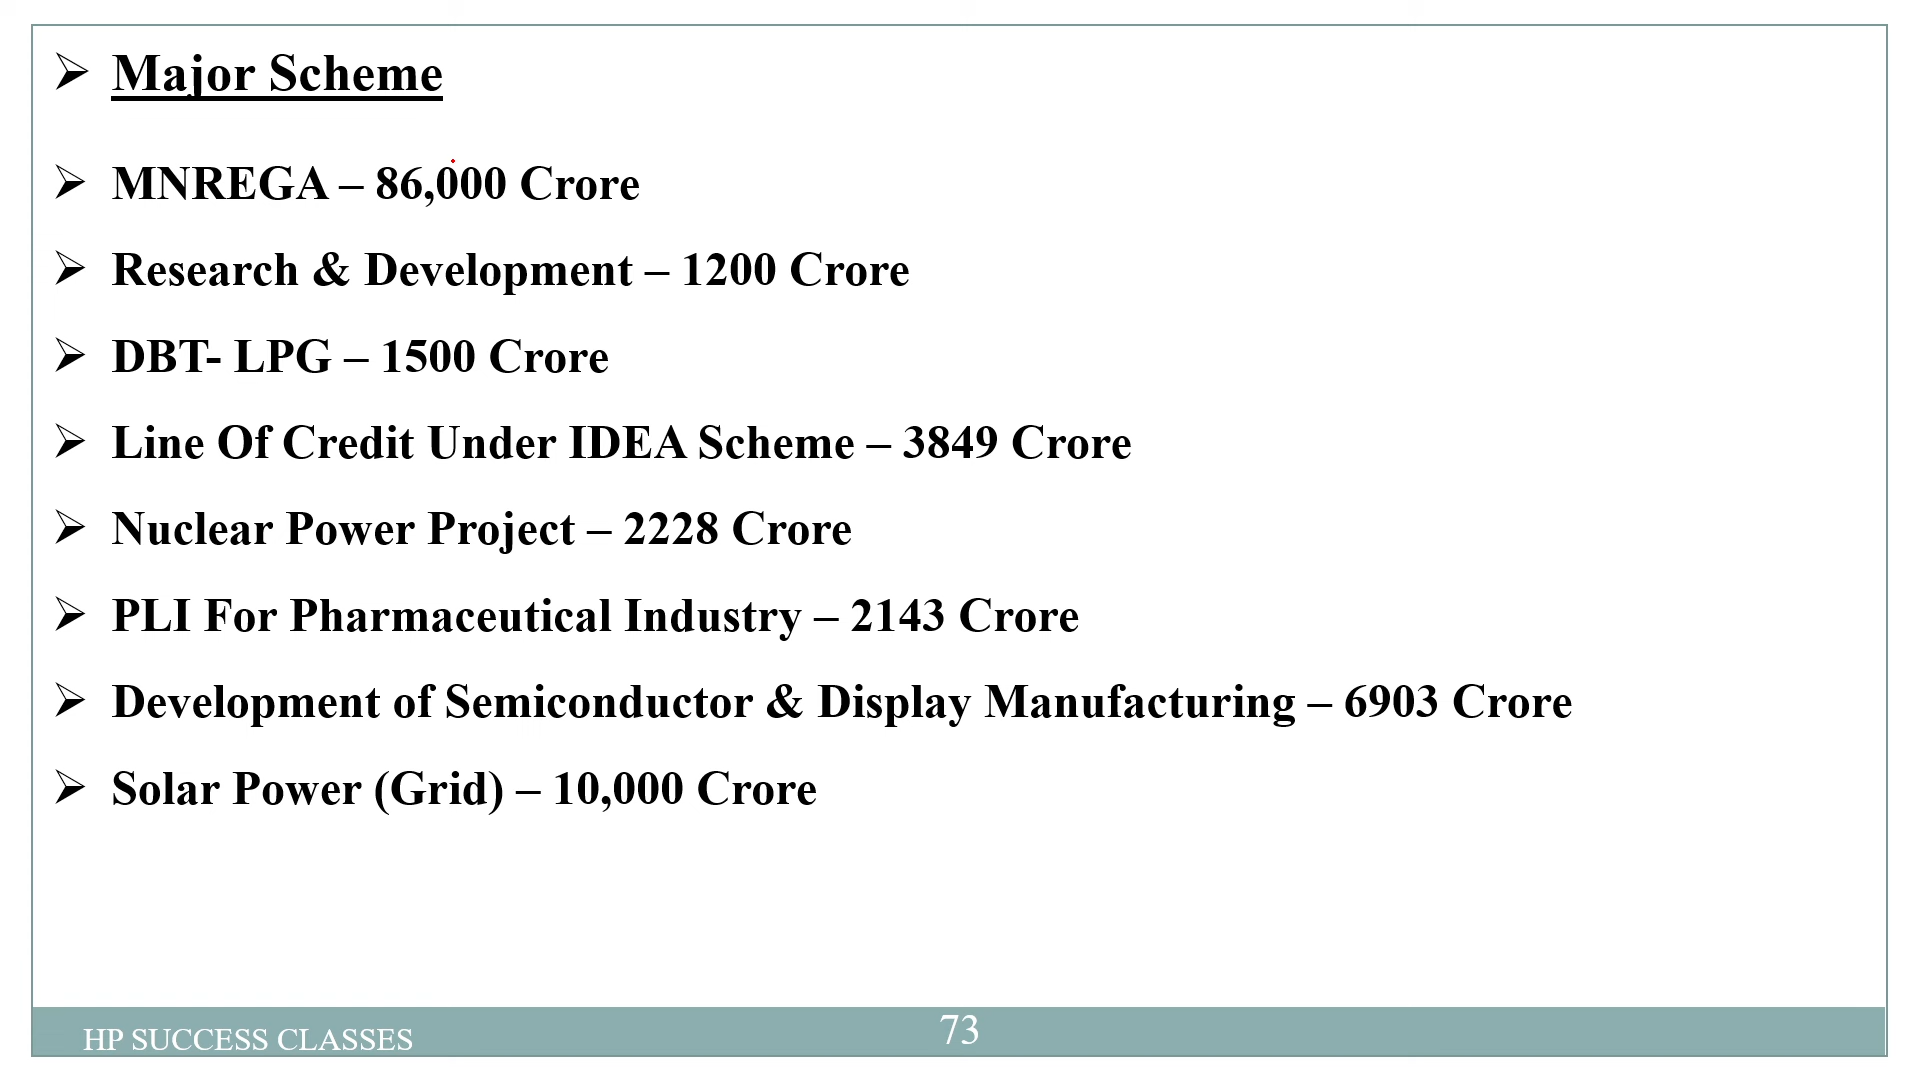 Major Scheme
MNREGA – 86,000 Crore
Research & Development – 1200 Crore
DBT- LPG – 1500 Crore
Line Of Credit Under IDEA Scheme – 3849 Crore
Nuclear Power Project – 2228 Crore
PLI For Pharmaceutical Industry – 2143 Crore
Development of Semiconductor & Display Manufacturing – 6903 Crore
Solar Power (Grid) – 10,000 Crore
HP SUCCESS CLASSES
73